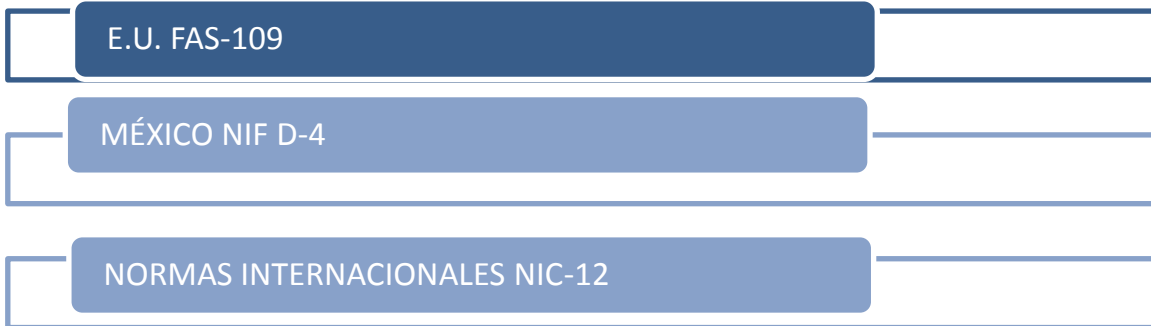 E.U. FAS-109
MÉXICO NIF D-4
NORMAS INTERNACIONALES NIC-12